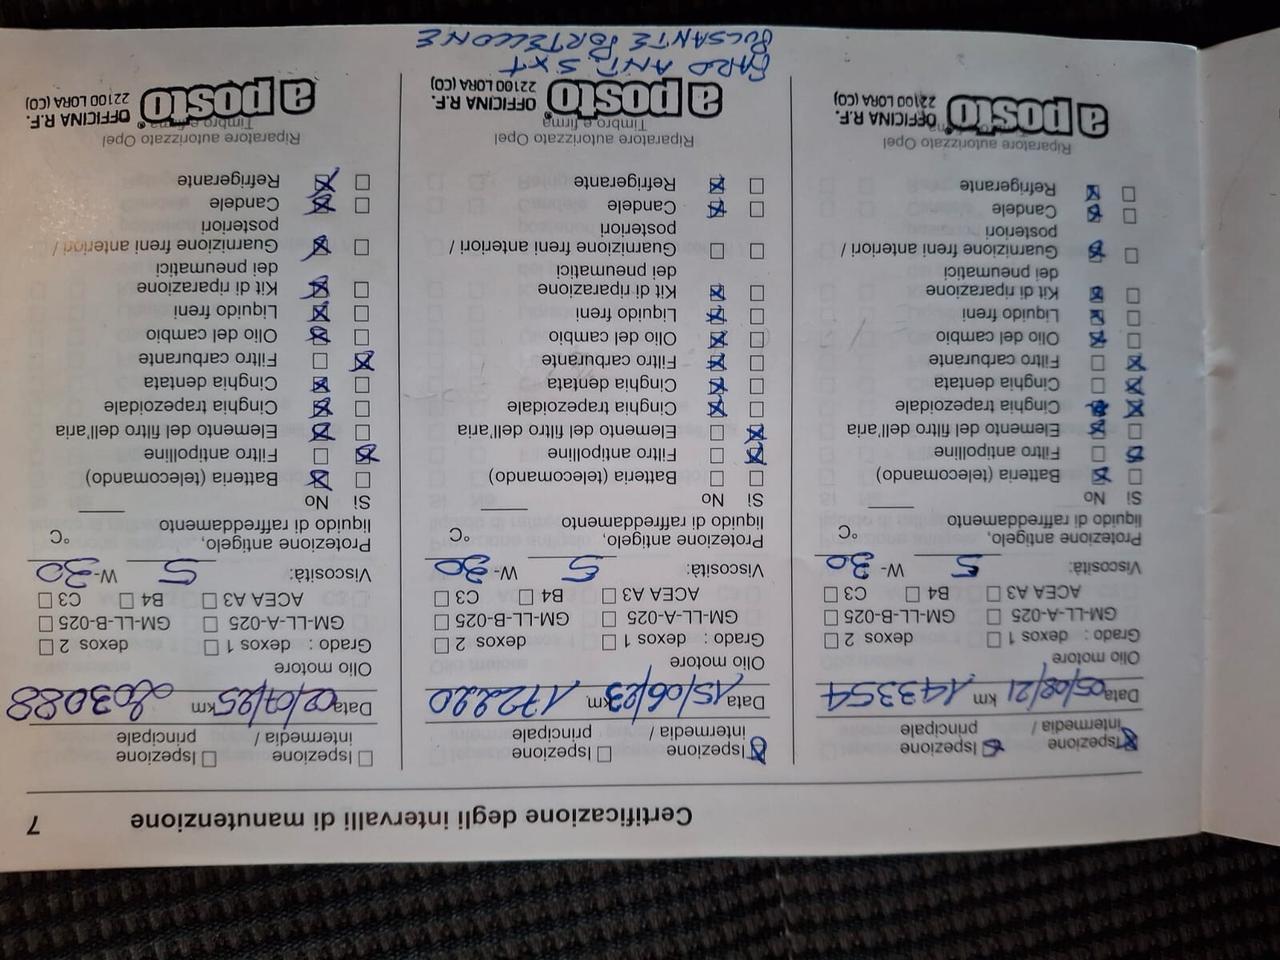 Certificazione degli intervalli di manutenzione 7
Ispezione intermedia / Ispezione principale
Data 05/08/21 km 143354
Olio motore
Grado : dexos 1 dexos 2
GM-LL-A-025 GM-LL-B-025
ACEA A3 B4 C3
Viscosità: 5 W- 30
Protezione antigelo,
liquido di raffreddamento °C
Sì No
Batteria (telecomando)
Filtro antipolline
Elemento del filtro dell'aria
Cinghia trapezoidale
Cinghia dentata
Filtro carburante
Olio del cambio
Liquido freni
Kit di riparazione
dei pneumatici
Guarnizione freni anteriori /
posteriori
Candele
Refrigerante
Riparatore autorizzato Opel
a posto OFFICINA R.F.
22100 LORA (CO)
Ispezione intermedia / Ispezione principale
Data 15/06/23 km 172220
Olio motore
Grado : dexos 1 dexos 2
GM-LL-A-025 GM-LL-B-025
ACEA A3 B4 C3
Viscosità: 5 W- 30
Protezione antigelo,
liquido di raffreddamento °C
Sì No
Batteria (telecomando)
Filtro antipolline
Elemento del filtro dell'aria
Cinghia trapezoidale
Cinghia dentata
Filtro carburante
Olio del cambio
Liquido freni
Kit di riparazione
dei pneumatici
Guarnizione freni anteriori /
posteriori
Candele
Refrigerante
Riparatore autorizzato Opel
Timbro e firma
a posto OFFICINA R.F.
22100 LORA (CO)
FARO ANT. SX +
PULSANTE PORTELLONE
Ispezione intermedia / Ispezione principale
Data 02/07/25 km 203088
Olio motore
Grado : dexos 1 dexos 2
GM-LL-A-025 GM-LL-B-025
ACEA A3 B4 C3
Viscosità: 5 W- 30
Protezione antigelo,
liquido di raffreddamento °C
Sì No
Batteria (telecomando)
Filtro antipolline
Elemento del filtro dell'aria
Cinghia trapezoidale
Cinghia dentata
Filtro carburante
Olio del cambio
Liquido freni
Kit di riparazione
dei pneumatici
Guarnizione freni anteriori /
posteriori
Candele
Refrigerante
Riparatore autorizzato Opel
Timbro e firma
a posto OFFICINA R.F.
22100 LORA (CO)